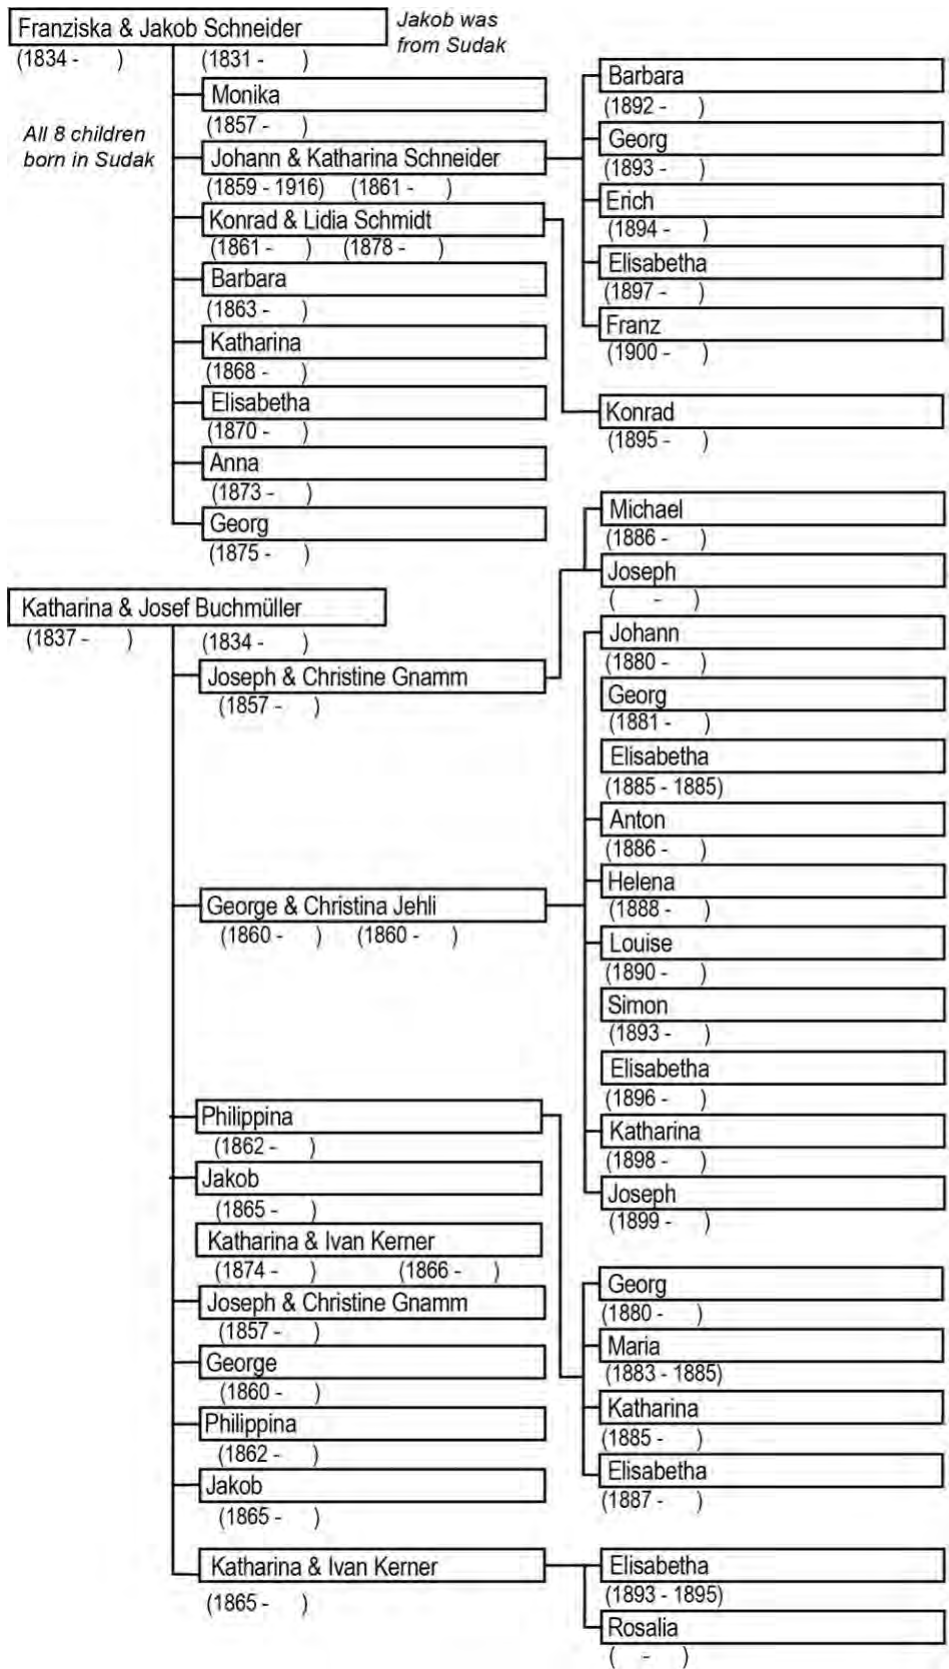 Franziska & Jakob Schneider
(1834 - ) (1831 - )
Jakob was
from Sudak
All 8 children
born in Sudak
Monika
(1857 - )
Johann & Katharina Schneider
(1859 - 1916) (1861 - )
Konrad & Lidia Schmidt
(1861 - ) (1878 - )
Barbara
(1863 - )
Katharina
(1868 - )
Elisabetha
(1870 - )
Anna
(1873 - )
Georg
(1875 - )
Barbara
(1892 - )
Georg
(1893 - )
Erich
(1894 - )
Elisabetha
(1897 - )
Franz
(1900 - )
Konrad
(1895 - )
Katharina & Josef Buchmüller
(1837 - ) (1834 - )
Joseph & Christine Gnamm
(1857 - )
George & Christina Jehli
(1860 - ) (1860 - )
Philippina
(1862 - )
Jakob
(1865 - )
Katharina & Ivan Kerner
(1874 - ) (1866 - )
Joseph & Christine Gnamm
(1857 - )
George
(1860 - )
Philippina
(1862 - )
Jakob
(1865 - )
Katharina & Ivan Kerner
(1865 - )
Michael
(1886 - )
Joseph
( - )
Johann
(1880 - )
Georg
(1881 - )
Elisabetha
(1885 - 1885)
Anton
(1886 - )
Helena
(1888 - )
Louise
(1890 - )
Simon
(1893 - )
Elisabetha
(1896 - )
Katharina
(1898 - )
Joseph
(1899 - )
Georg
(1880 - )
Maria
(1883 - 1885)
Katharina
(1885 - )
Elisabetha
(1887 - )
Elisabetha
(1893 - 1895)
Rosalia
( - )